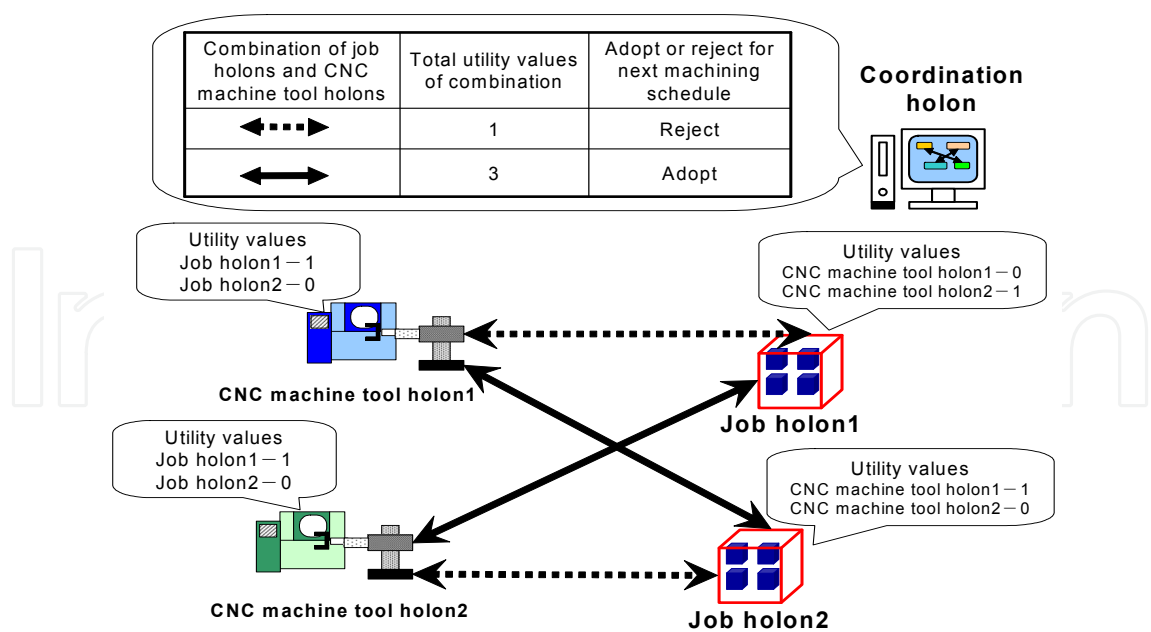 Combination of job
holons and CNC
machine tool holons
Total utility values
of combination
Adopt or reject for
next machining
schedule
1
Reject
3
Adopt
Coordination
holon
Utility values
Job holon1－1
Job holon2－0
Utility values
CNC machine tool holon1－0
CNC machine tool holon2－1
CNC machine tool holon1
Job holon1
Utility values
Job holon1－1
Job holon2－0
Utility values
CNC machine tool holon1－1
CNC machine tool holon2－0
CNC machine tool holon2
Job holon2